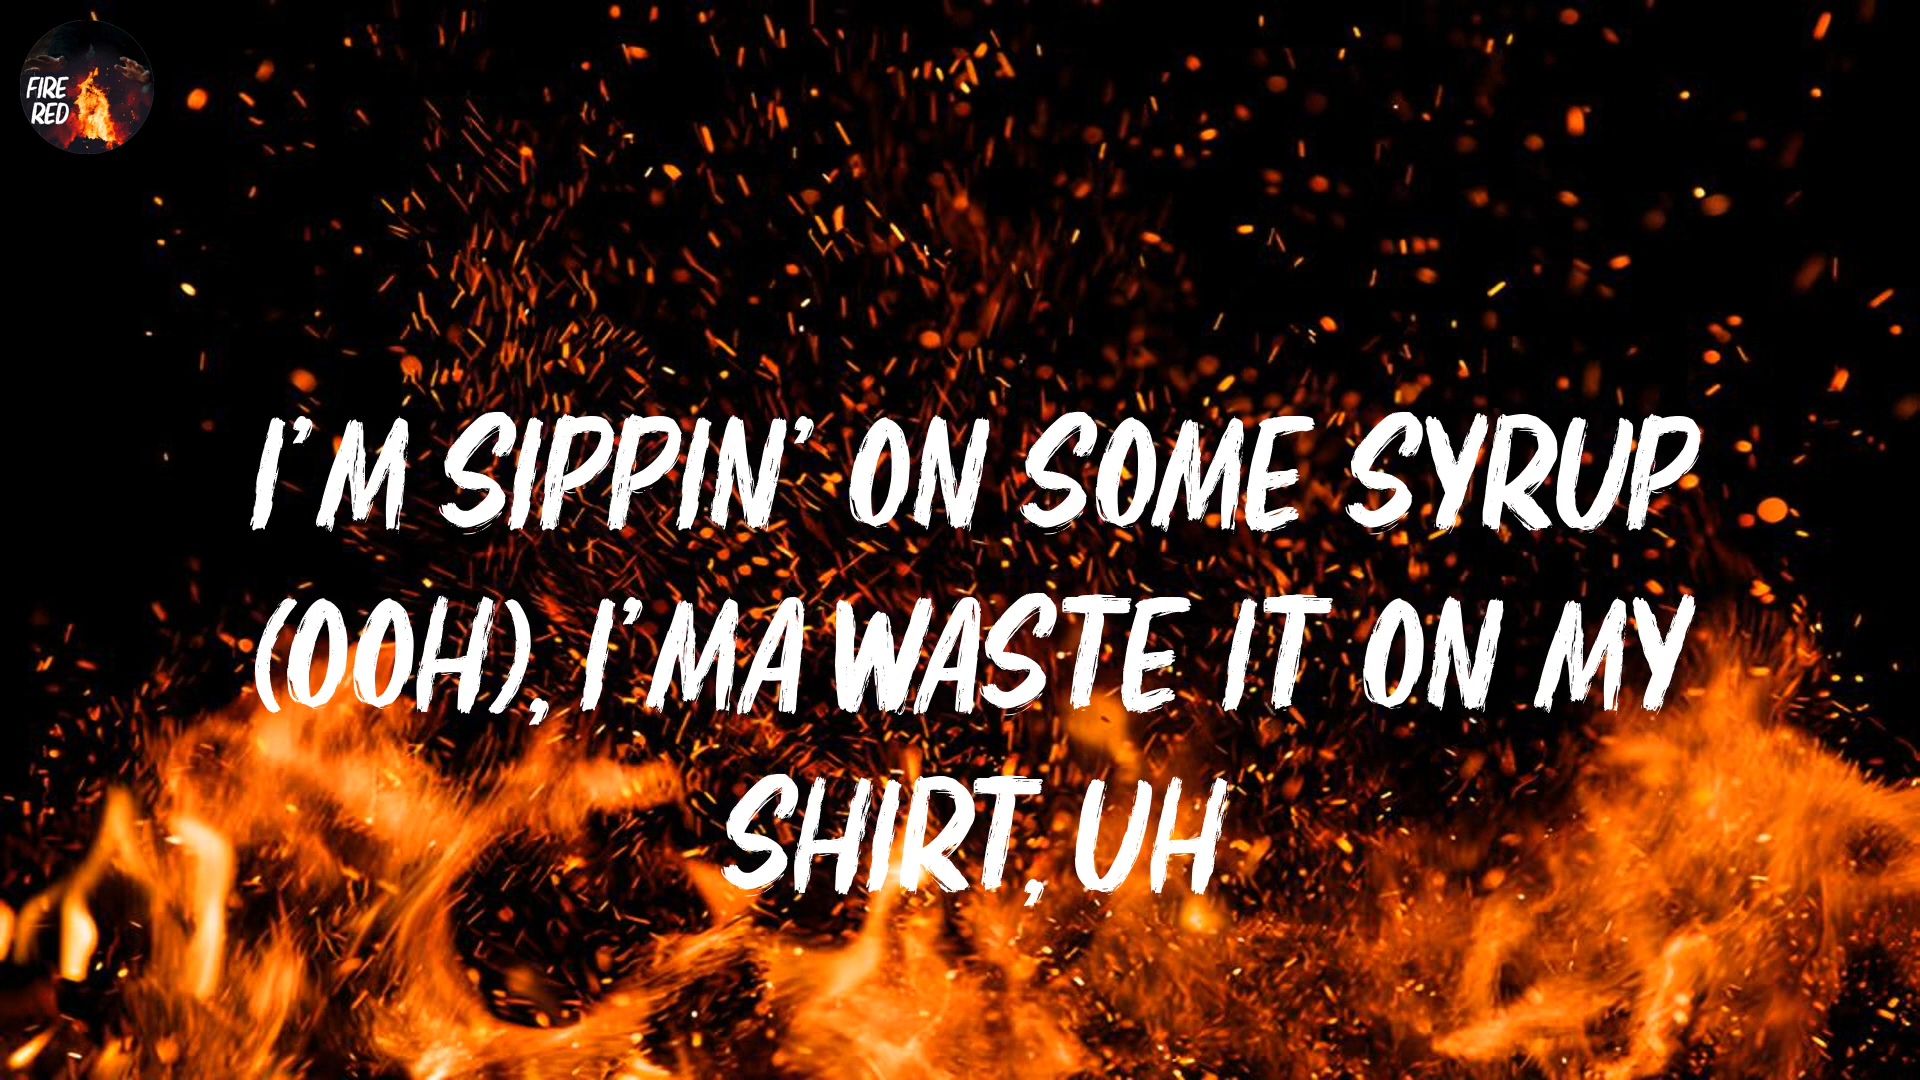 FIRE
RED
I'M SIPPIN' ON SOME SYRUP
(OOH), I'MA WASTE IT ON MY
SHIRT, UH